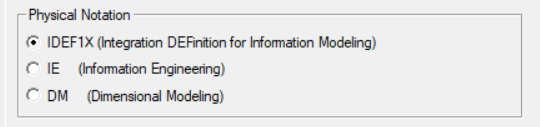 Physical Notation
IDEF1X (Integration DEFinition for Information Modeling)
IE (Information Engineering)
DM (Dimensional Modeling)